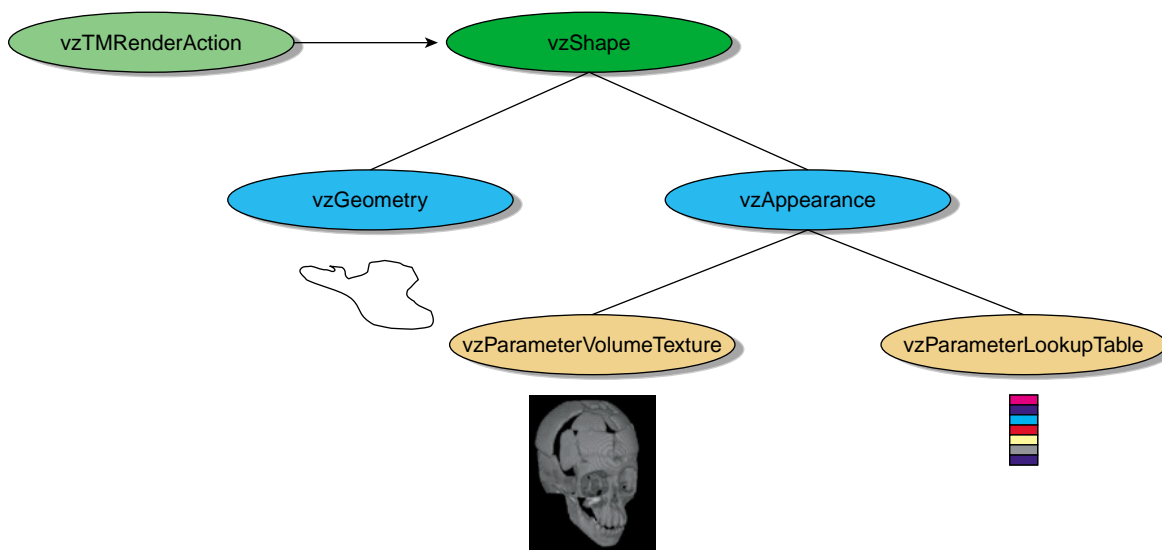 vzTMRenderAction
vzShape
vzGeometry
vzAppearance
vzParameterVolumeTexture
vzParameterLookupTable